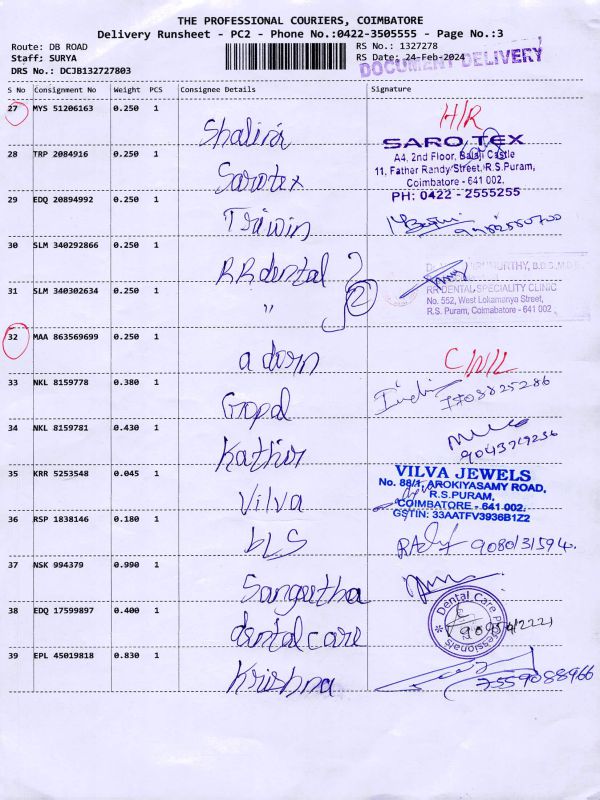 THE PROFESSIONAL COURIERS, COIMBATORE
Delivery Runsheet - PC2 - Phone No.:0422-3505555 - Page No.:3
Route: DB ROAD
RS No.: 1327278
Staff: SURYA
RS Date: 24-Feb-2024
DOCUMENT DELIVERY
DRS No.: DCJB132727803
S No Consignment No Weight PCS Consignee Details Signature
27 MYS 51206163 0.250 1
Shalini
H/R
28 TRP 2084916 0.250 1
Sarotex
SARO TEX
A4, 2nd Floor, Balaji Castle
11, Father Randy Street, R.S.Puram,
Coimbatore - 641 002.
PH: 0422 - 2555255
29 EDQ 20894992 0.250 1
Triwin
30 SLM 340292866 0.250 1
RR dental
31 SLM 340302634 0.250 1
"
2
RR DENTAL SPECIALITY CLINIC
No. 552, West Lokamanya Street,
R.S. Puram, Coimabatore - 641 002
32 MAA 863569699 0.250 1
adorn
33 NKL 8159778 0.380 1
Gopal
7708825286
34 NKL 8159781 0.430 1
Kathir
35 KRR 5253548 0.045 1
Vilva
VILVA JEWELS
No. 88/1, AROKIYASAMY ROAD,
R.S.PURAM,
COIMBATORE - 641 002.
GSTIN: 33AATFV3936B1Z2
36 RSP 1838146 0.180 1
bLS
9080131594.
37 NSK 994379 0.990 1
Sangeetha
38 EDQ 17599897 0.400 1
dental care
Dental Care Professionals
39 EPL 45019818 0.830 1
Krishna
7559088966